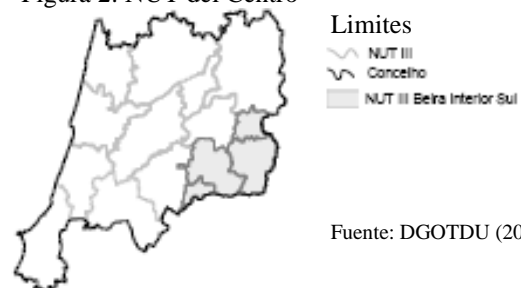 Figura 2: NUT del Centro
Limites
NUT III
Concelho
NUT III Beira Interior Sul
Fuente: DGOTDU (20